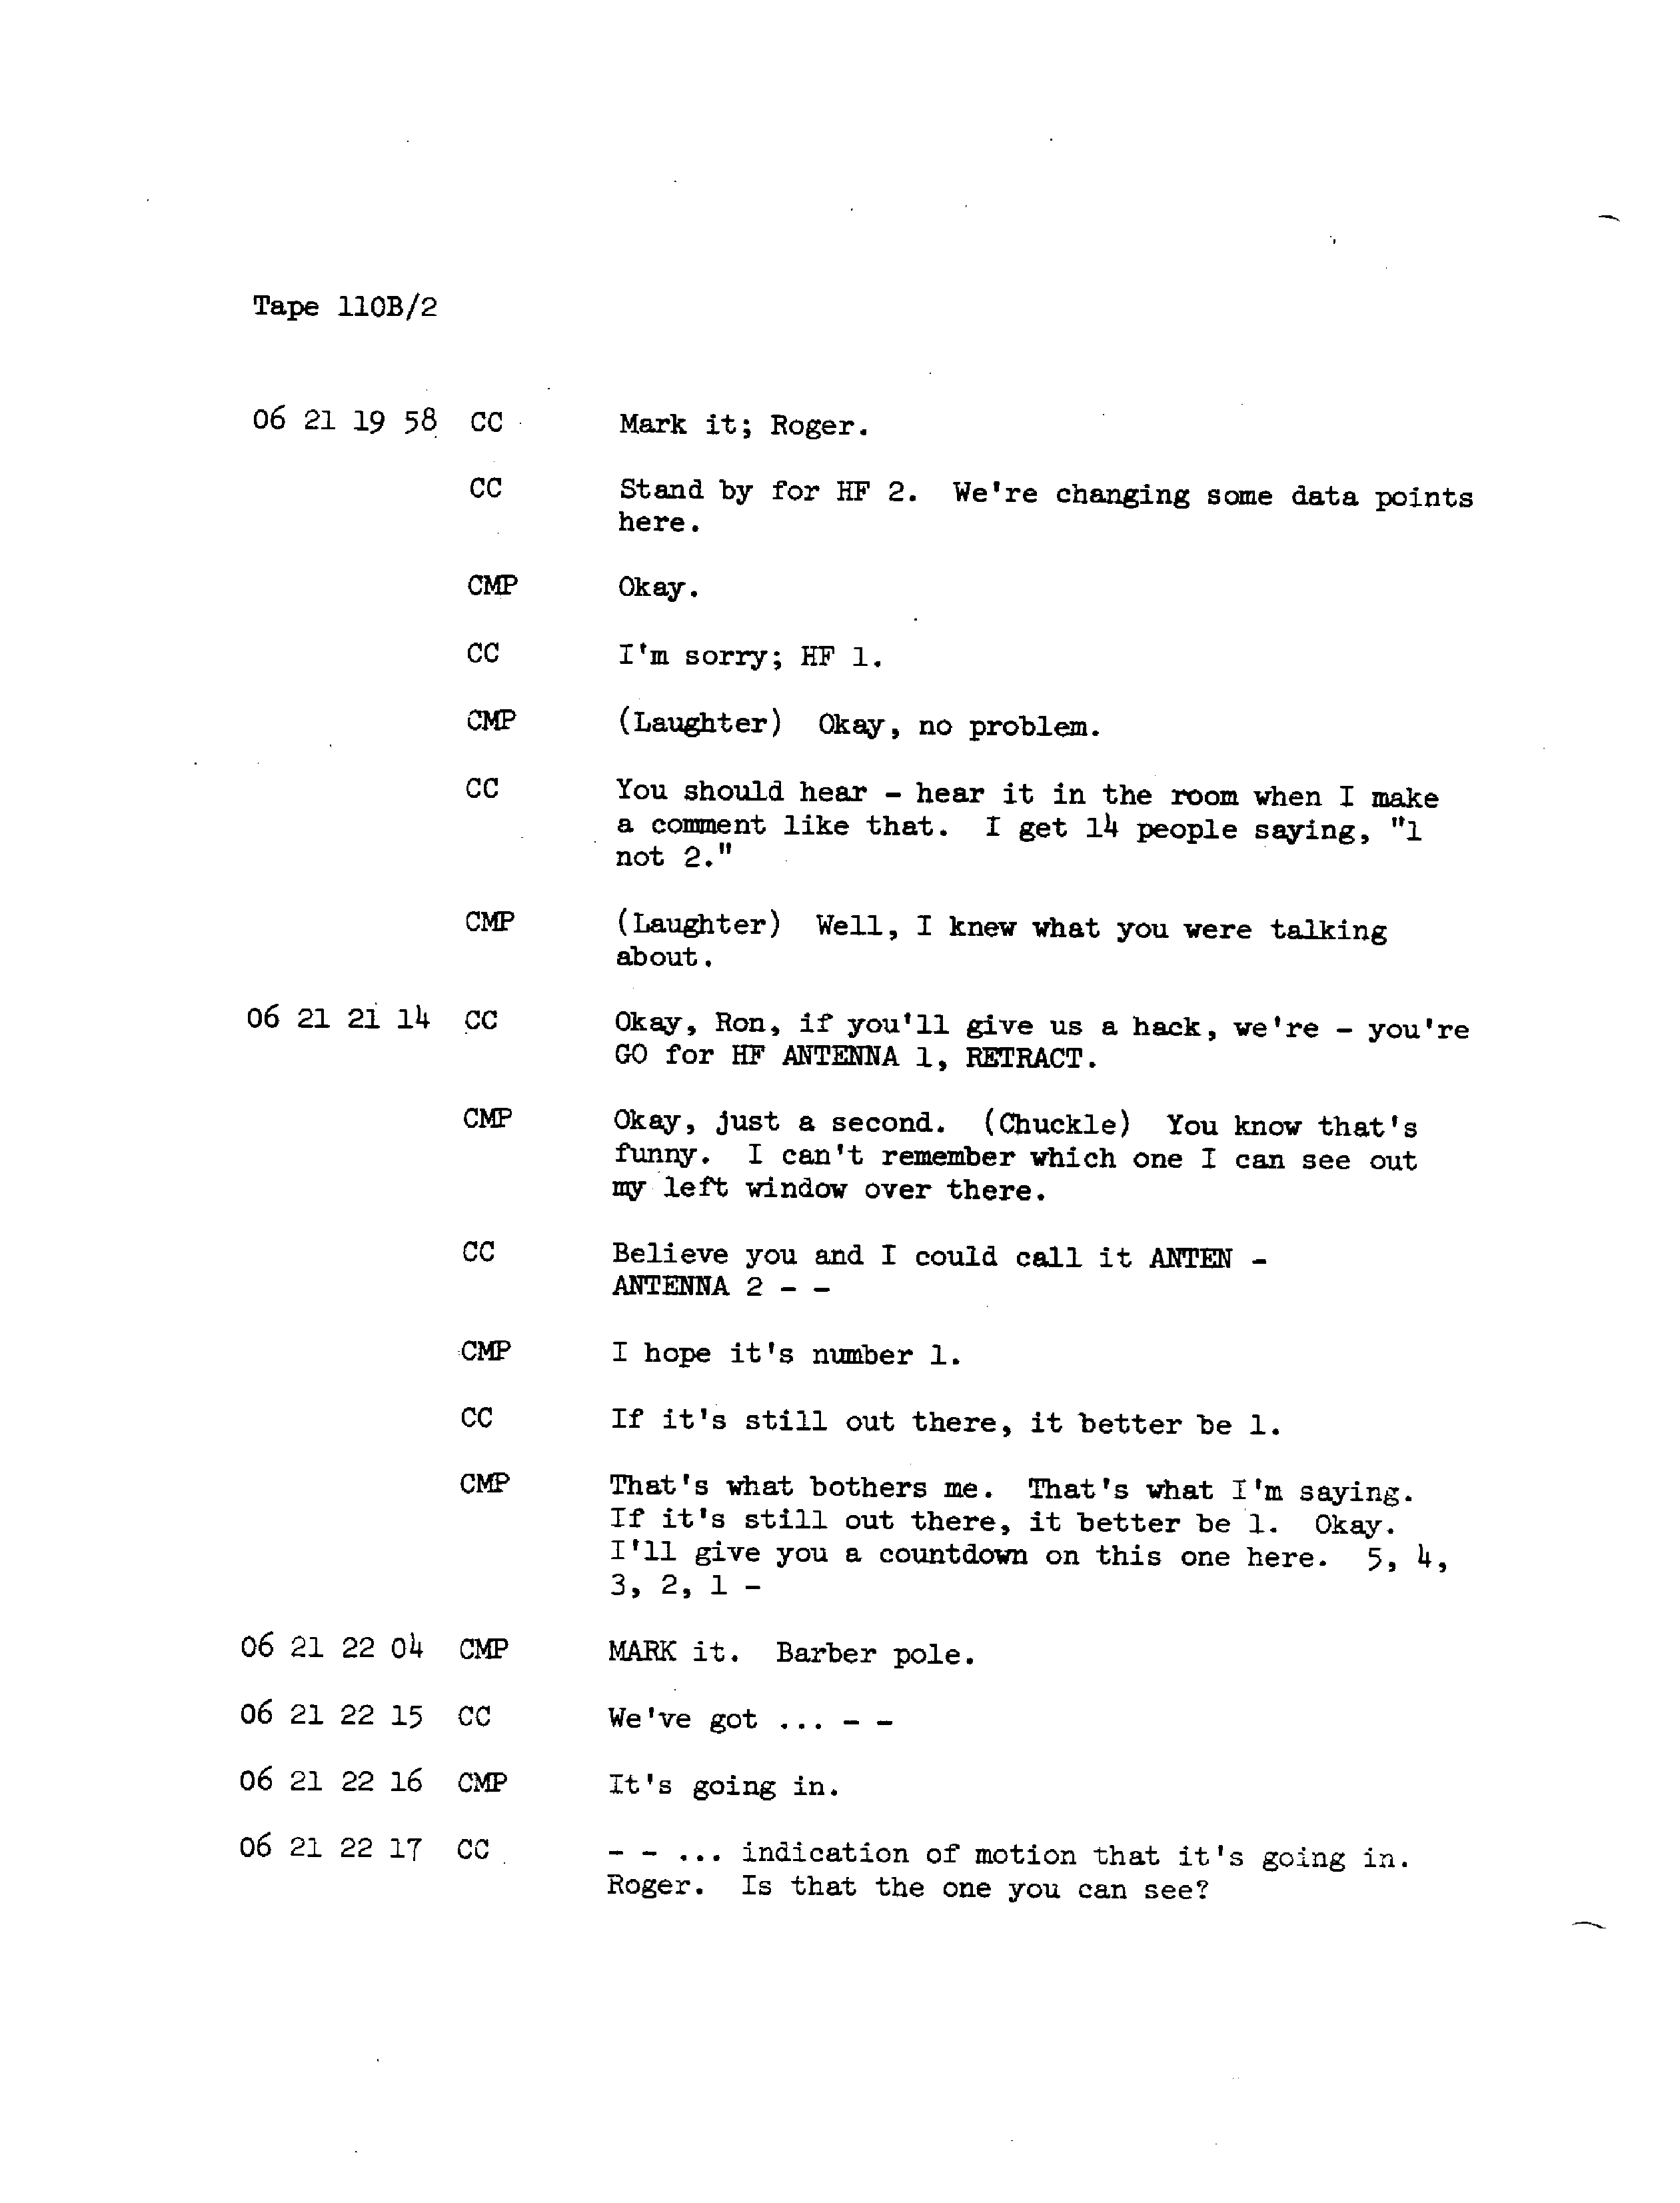 Tape 110B/2
06 21 19 58 CC Mark it; Roger.
CC Stand by for HF 2. We're changing some data points
here.
CMP Okay.
CC I'm sorry; HF 1.
CMP (Laughter) Okay, no problem.
CC You should hear - hear it in the room when I make
a comment like that. I get 14 people saying, "1
not 2."
CMP (Laughter) Well, I knew what you were talking
about.
06 21 21 14 CC Okay, Ron, if you'll give us a hack, we're - you're
GO for HF ANTENNA 1, RETRACT.
CMP Okay, just a second. (Chuckle) You know that's
funny. I can't remember which one I can see out
my left window over there.
CC Believe you and I could call it ANTEN -
ANTENNA 2 - -
CMP I hope it's number 1.
CC If it's still out there, it better be 1.
CMP That's what bothers me. That's what I'm saying.
If it's still out there, it better be 1. Okay.
I'll give you a countdown on this one here. 5, 4,
3, 2, 1 -
06 21 22 04 CMP MARK it. Barber pole.
06 21 22 15 CC We've got ... - -
06 21 22 16 CMP It's going in.
06 21 22 17 CC - - ... indication of motion that it's going in.
Roger. Is that the one you can see?